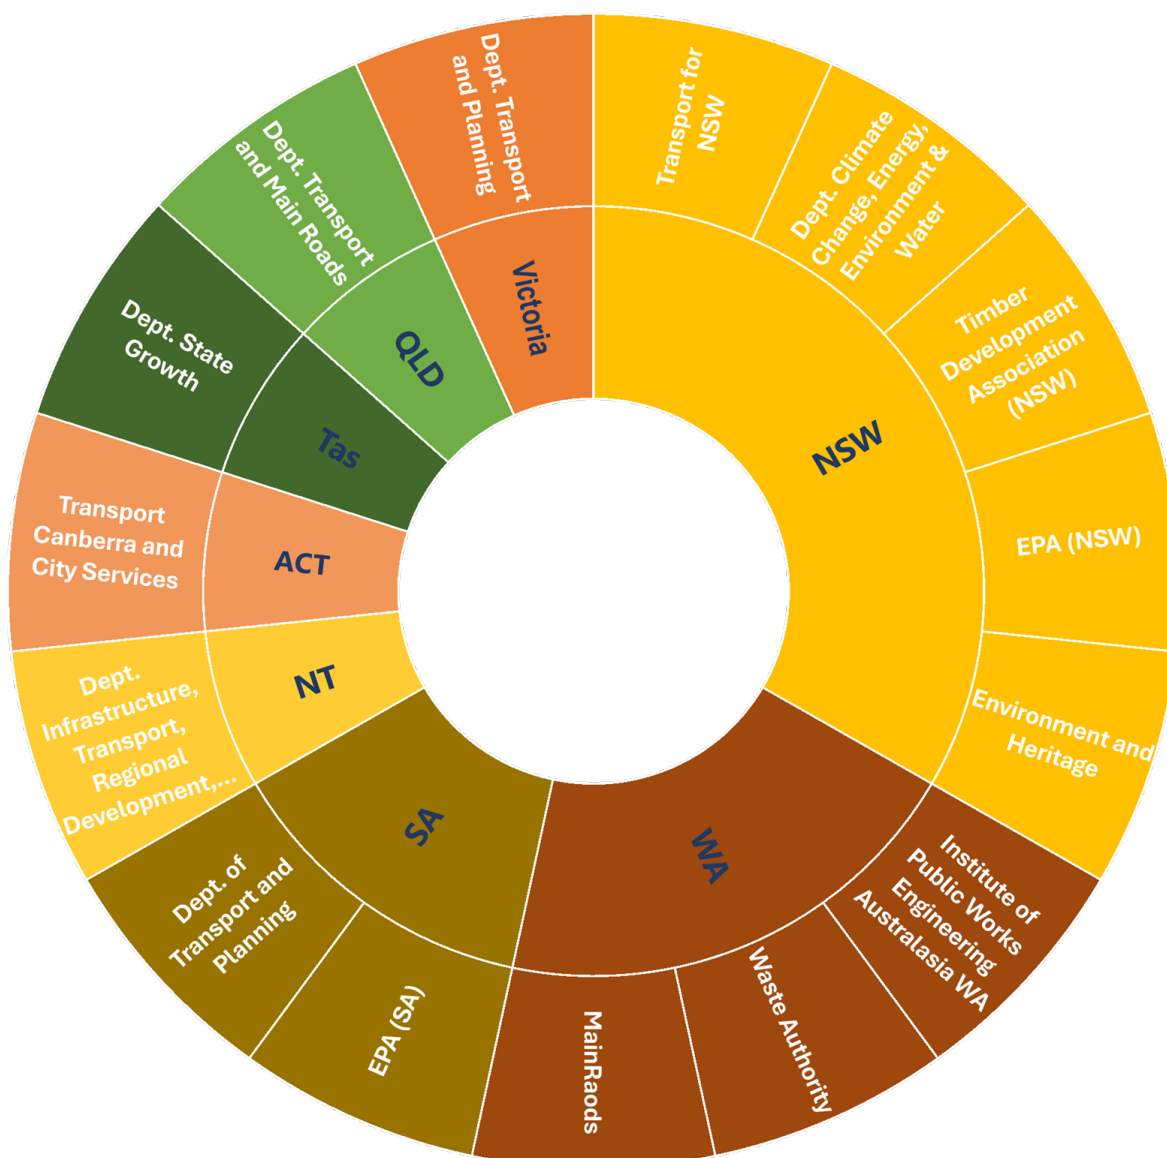 NSW
Transport for
NSW
Dept. Climate
Change, Energy,
Environment &
Water
Timber
Development
Association
(NSW)
EPA (NSW)
Environment and
Heritage
WA
Institute of
Public Works
Engineering
Australasia WA
Waste Authority
MainRaods
SA
EPA (SA)
Dept. of
Transport and
Planning
NT
Dept.
Infrastructure,
Transport,
Regional
Development,...
ACT
Transport
Canberra and
City Services
Tas
Dept. State
Growth
QLD
Dept. Transport
and Main Roads
Victoria
Dept. Transport
and Planning